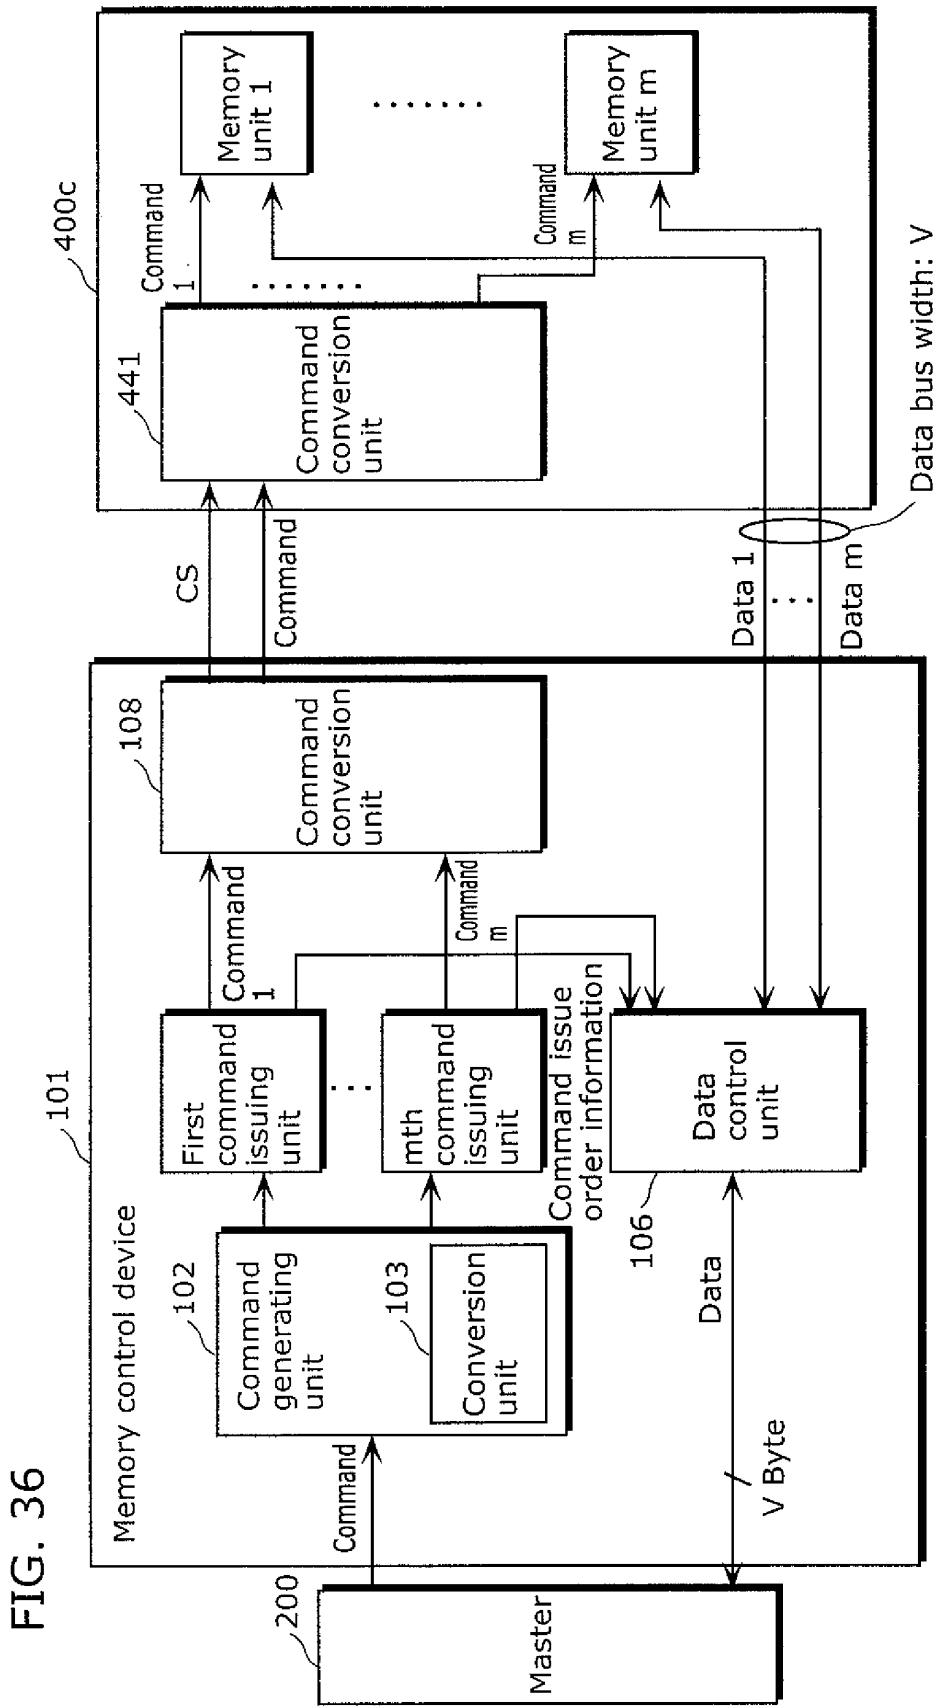 FIG. 36
101
Memory control device
200
Master
Command
102
Command
generating
unit
103
Conversion
unit
First
command
issuing
unit
....
mth
command
issuing
unit
Command
1
Command
m
108
Command
conversion
unit
Command issue
order information
106
Data
control
unit
Data
V Byte
CS
Command
Data 1
...
Data m
Data bus width: V
400c
441
Command
conversion
unit
Command
1
.......
Command
m
Memory
unit 1
.......
Memory
unit m